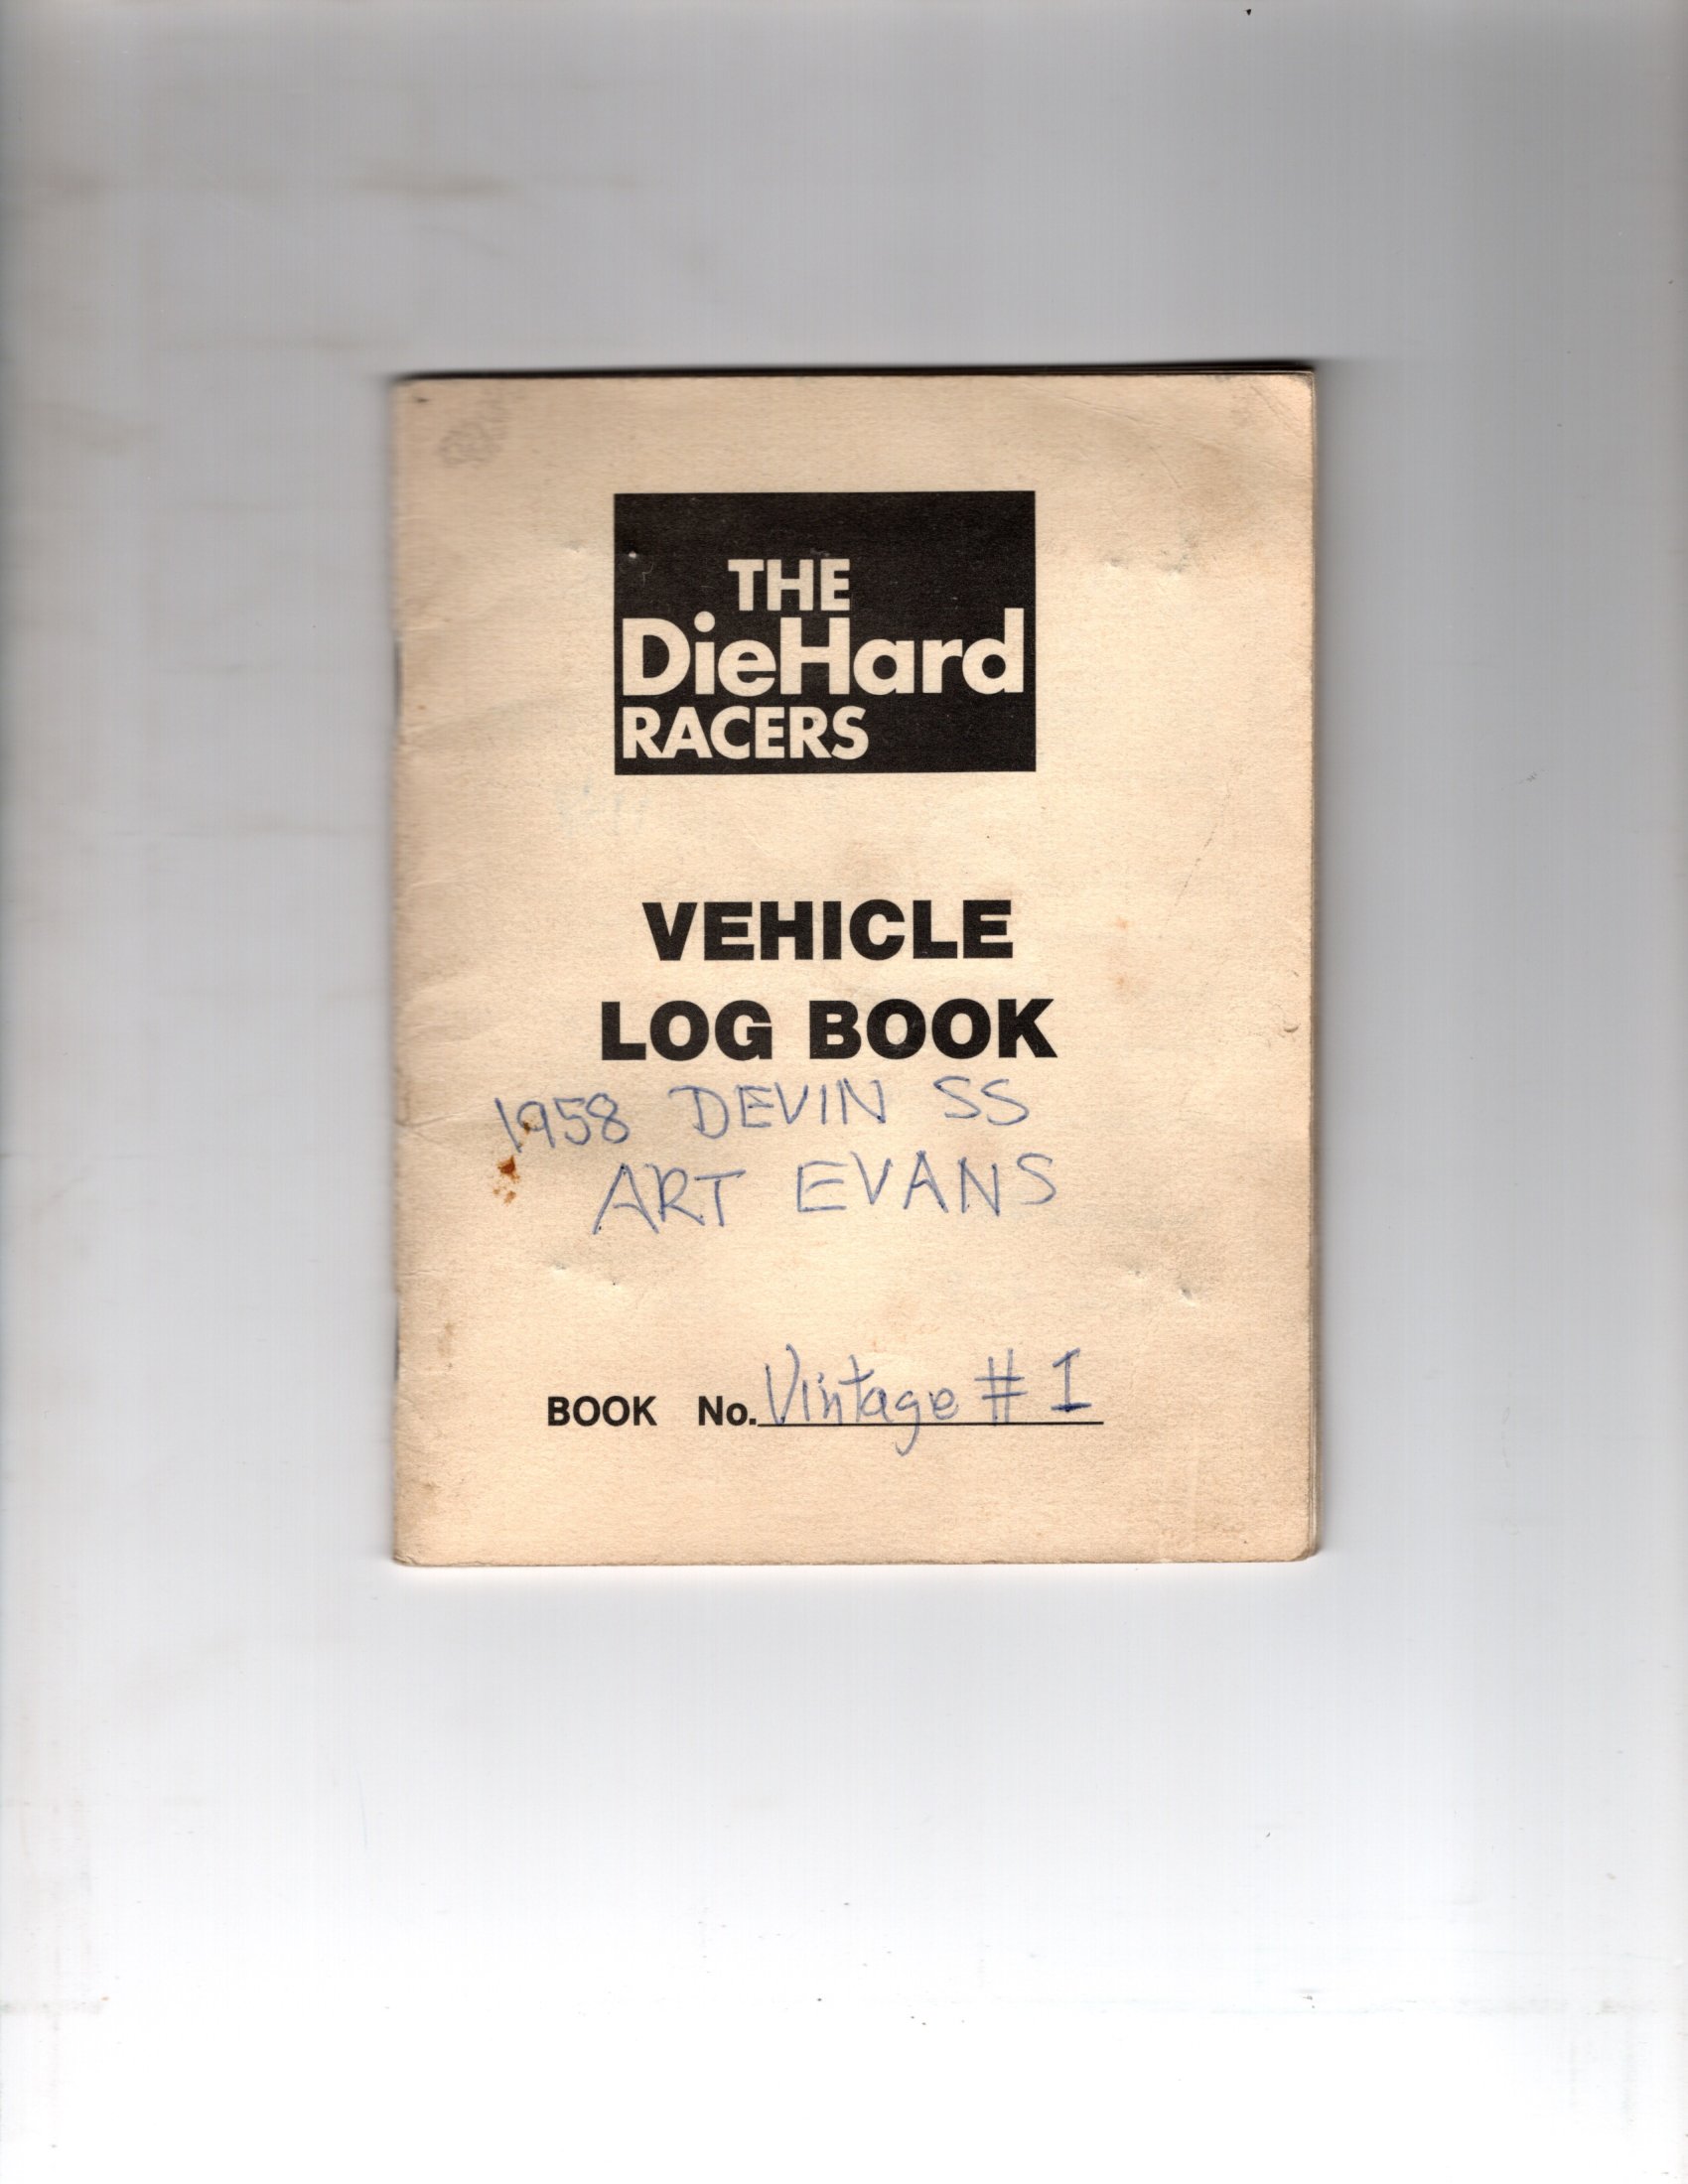 THE
DieHard
RACERS
VEHICLE
LOG BOOK
1958 DEVIN SS
ART EVANS
BOOK No. Vintage # 1